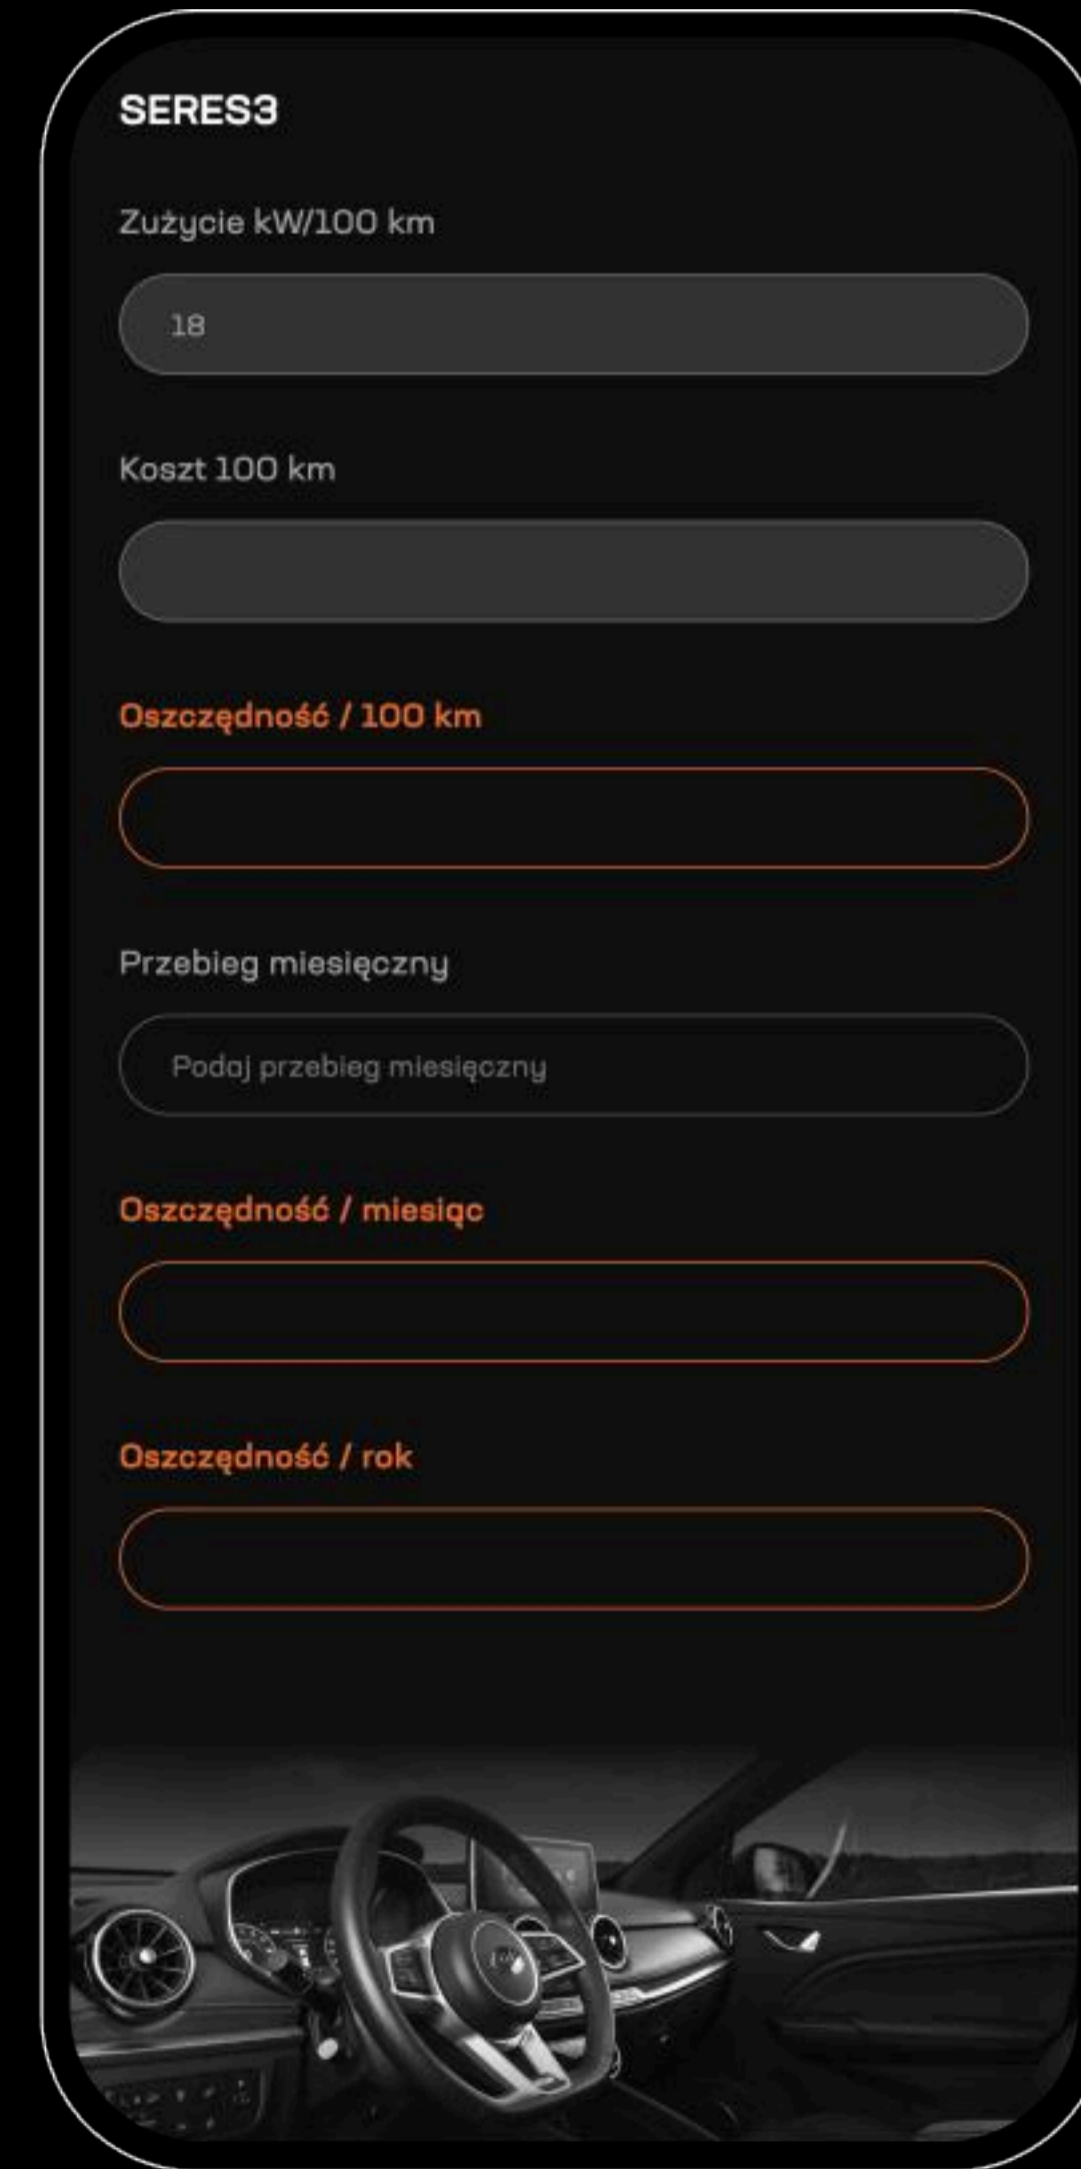 SERES3
Zużycie kW/100 km
18
Koszt 100 km
Oszczędność / 100 km
Przebieg miesięczny
Podaj przebieg miesięczny
Oszczędność / miesiąc
Oszczędność / rok